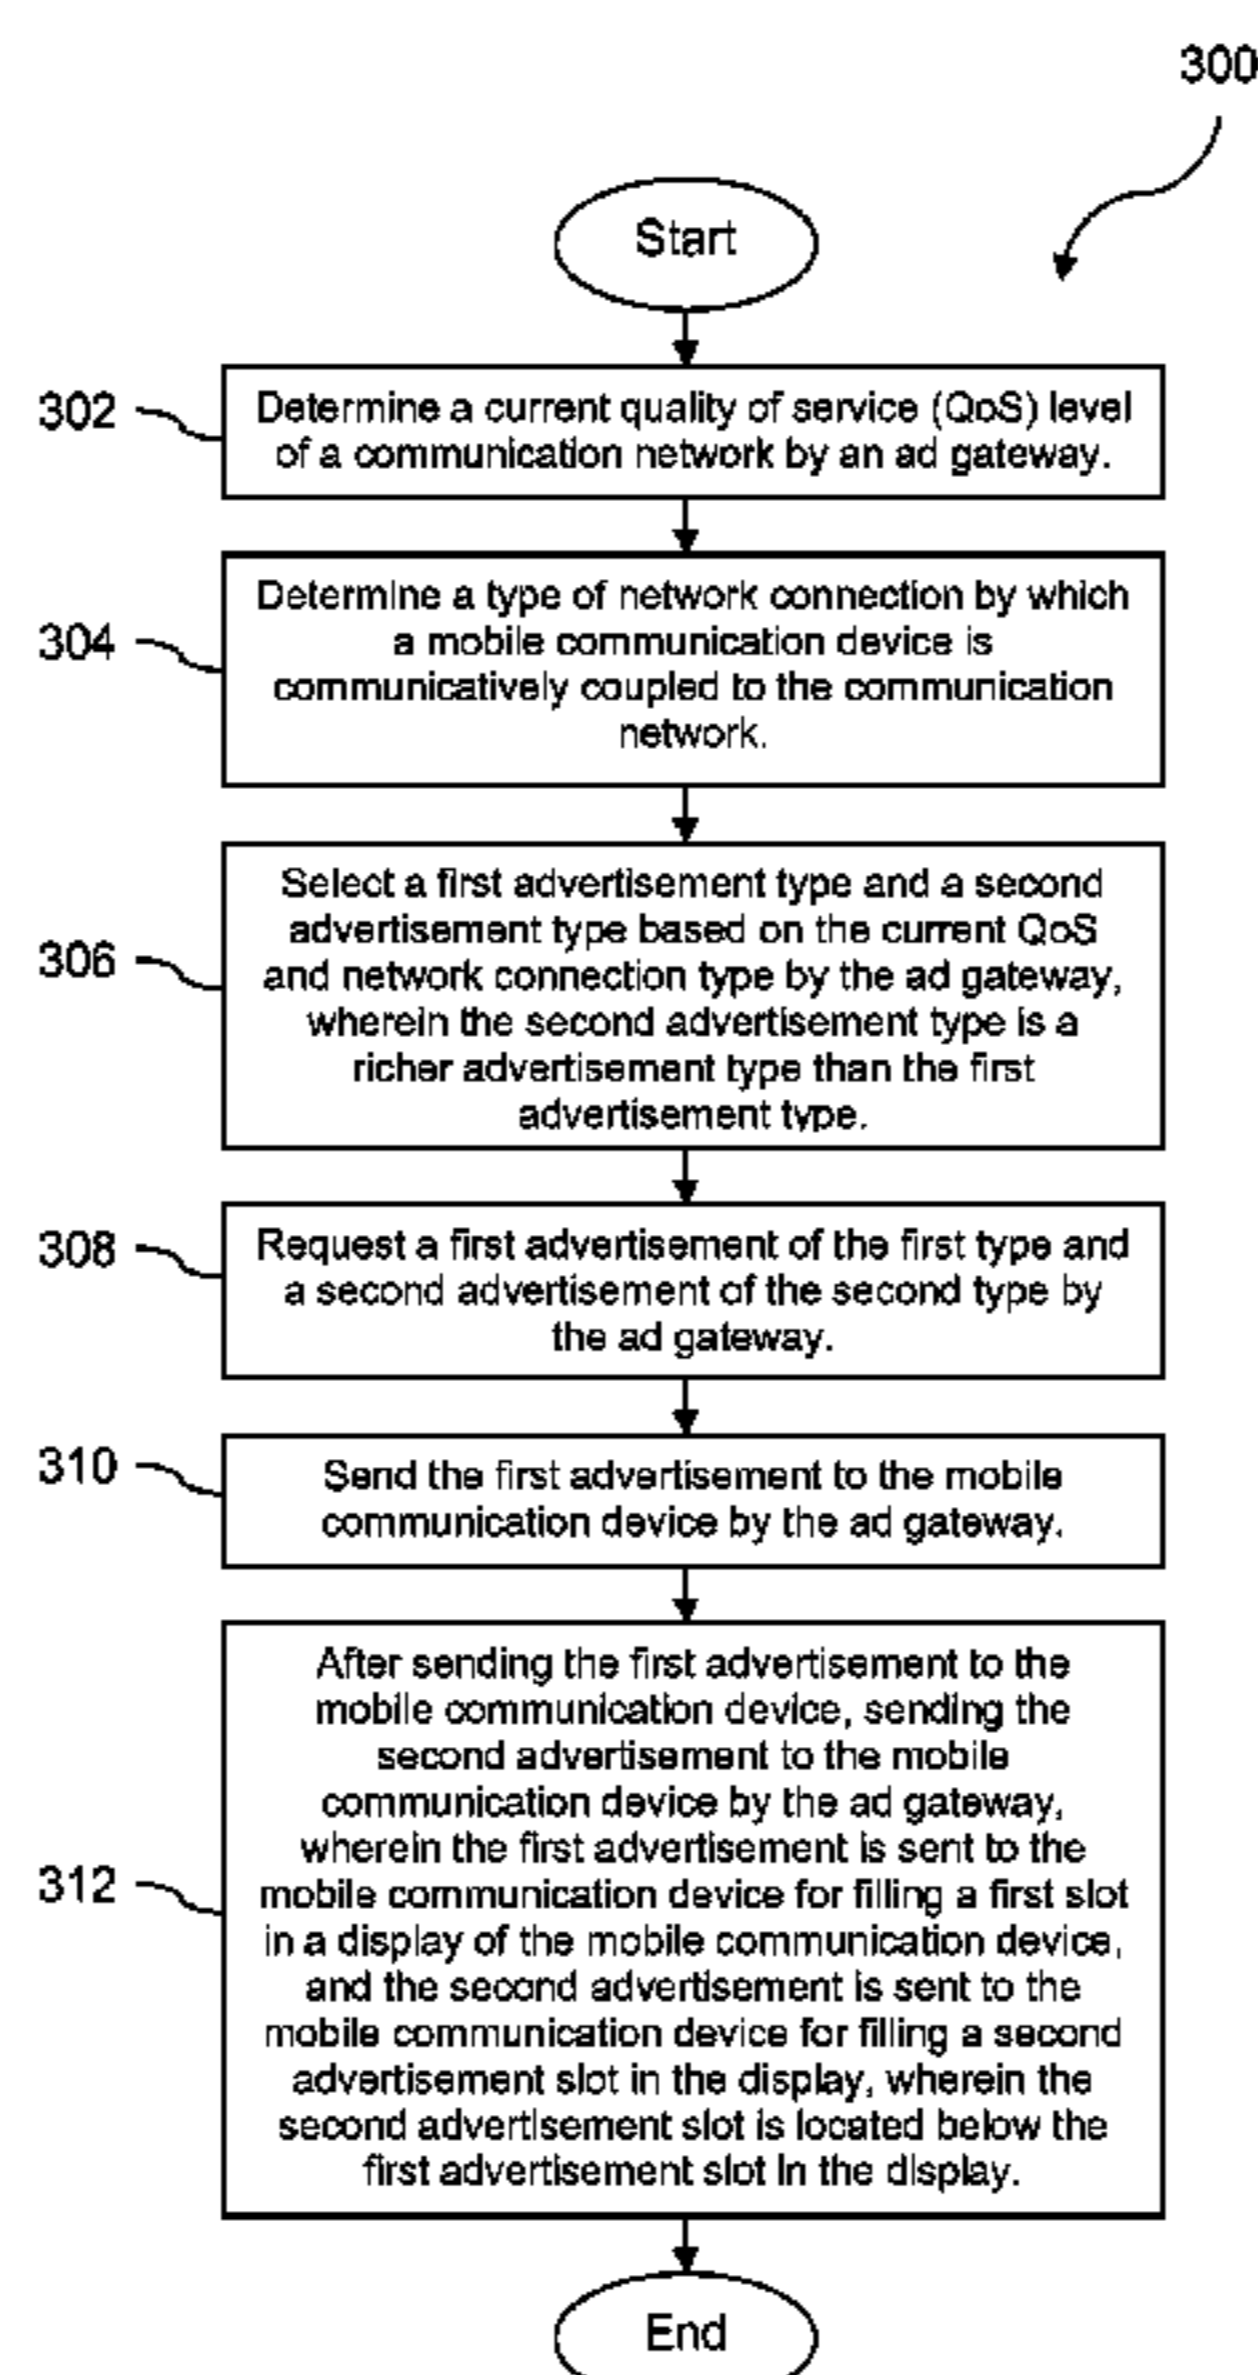 300
Start
302
Determine a current quality of service (QoS) level
of a communication network by an ad gateway.
304
Determine a type of network connection by which
a mobile communication device is
communicatively coupled to the communication
network.
306
Select a first advertisement type and a second
advertisement type based on the current QoS
and network connection type by the ad gateway,
wherein the second advertisement type is a
richer advertisement type than the first
advertisement type.
308
Request a first advertisement of the first type and
a second advertisement of the second type by
the ad gateway.
310
Send the first advertisement to the mobile
communication device by the ad gateway.
312
After sending the first advertisement to the
mobile communication device, sending the
second advertisement to the mobile
communication device by the ad gateway,
wherein the first advertisement is sent to the
mobile communication device for filling a first slot
in a display of the mobile communication device,
and the second advertisement is sent to the
mobile communication device for filling a second
advertisement slot in the display, wherein the
second advertisement slot is located below the
first advertisement slot in the display.
End